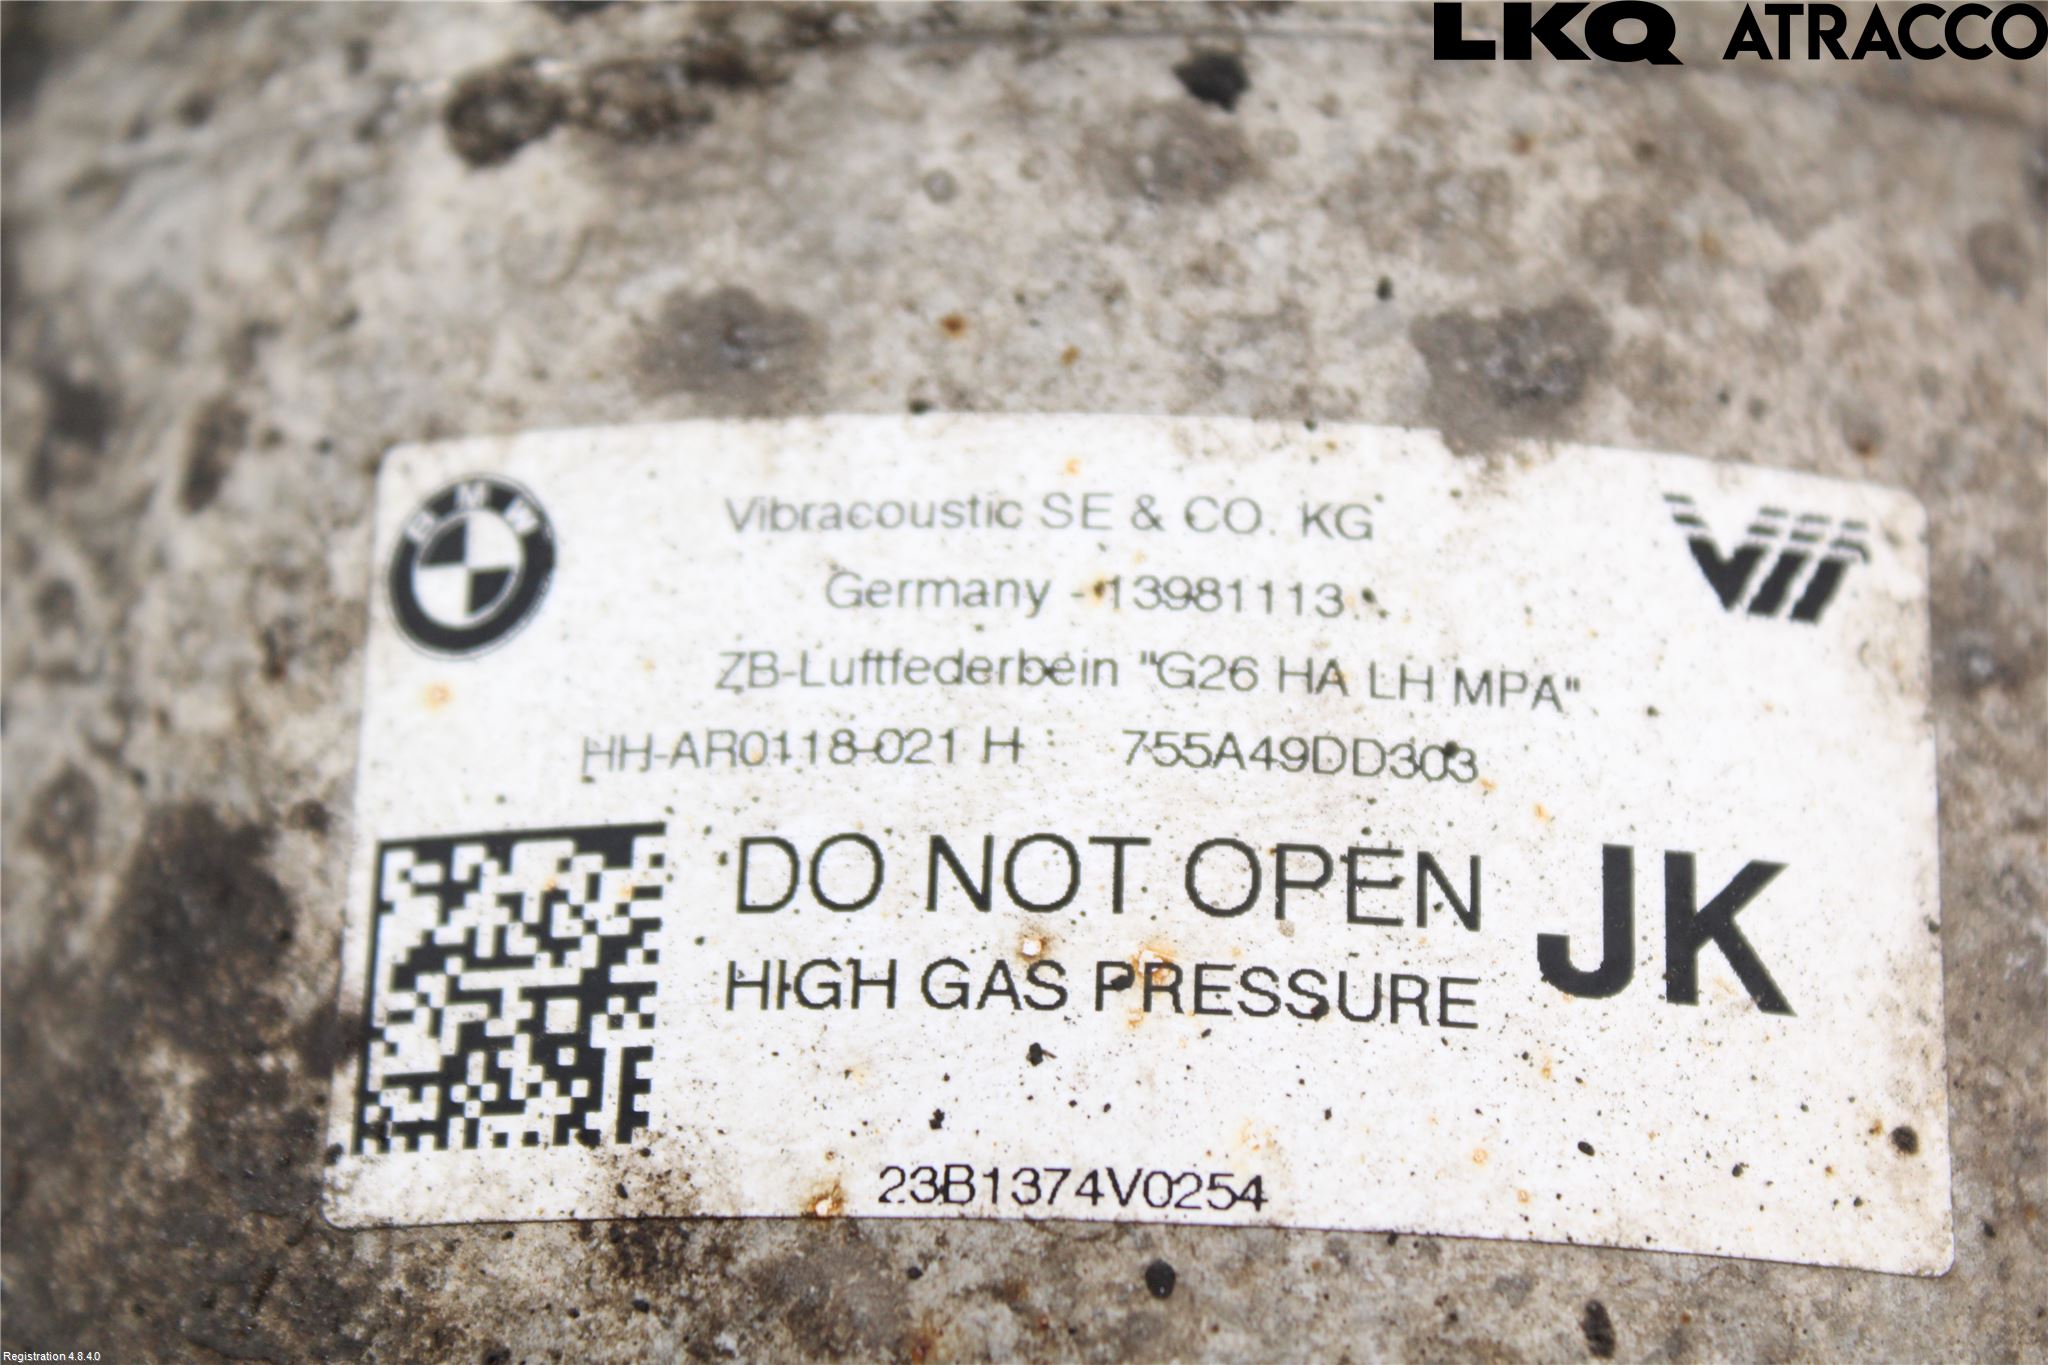 LKQ ATRACCO
BMW
Vibracoustic SE & CO. KG
Germany - 13981113
ZB-Luftfederbein "G26 HA LH MPA"
HH-AR0118-021 H 755A49DD303
DO NOT OPEN
HIGH GAS PRESSURE
JK
23B1374V0254
Registration 4.8.4.0